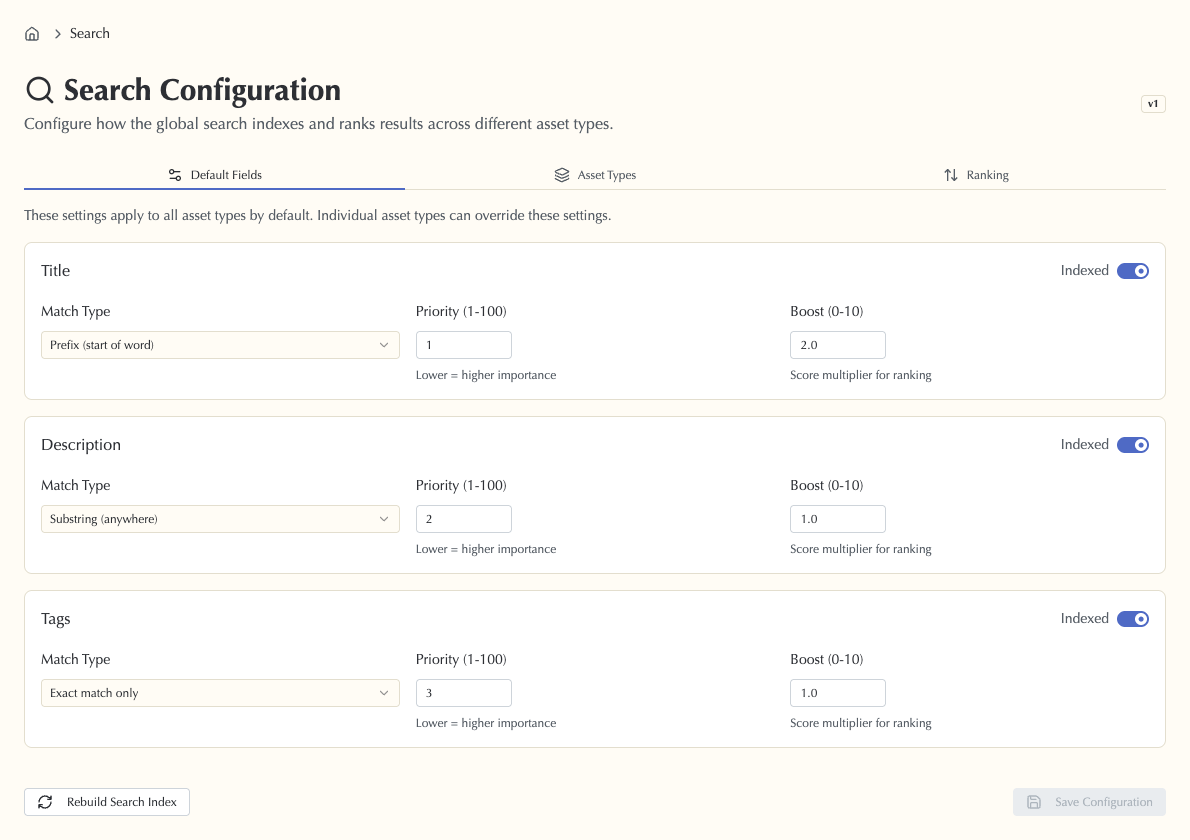 Search
Search Configuration
Configure how the global search indexes and ranks results across different asset types.
v1
Default Fields
Asset Types
Ranking
These settings apply to all asset types by default. Individual asset types can override these settings.
Title
Indexed
Match Type
Priority (1-100)
Boost (0-10)
Prefix (start of word)
1
2.0
Lower = higher importance
Score multiplier for ranking
Description
Indexed
Match Type
Priority (1-100)
Boost (0-10)
Substring (anywhere)
2
1.0
Lower = higher importance
Score multiplier for ranking
Tags
Indexed
Match Type
Priority (1-100)
Boost (0-10)
Exact match only
3
1.0
Lower = higher importance
Score multiplier for ranking
Rebuild Search Index
Save Configuration